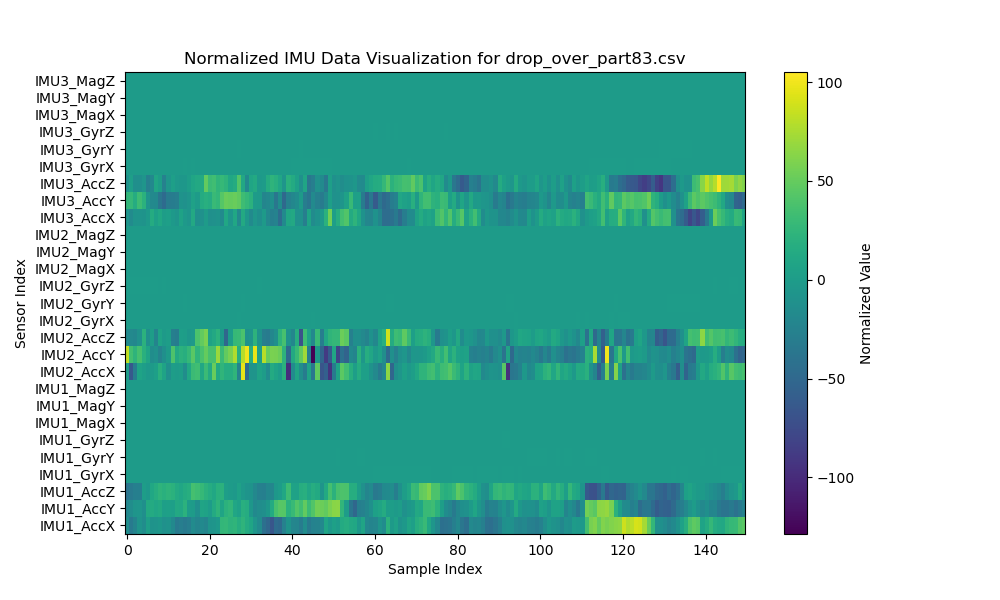 Normalized IMU Data Visualization for drop_over_part83.csv
IMU3_MagZ
IMU3_MagY
IMU3_MagX
IMU3_GyrZ
IMU3_GyrY
IMU3_GyrX
IMU3_AccZ
IMU3_AccY
IMU3_AccX
IMU2_MagZ
IMU2_MagY
IMU2_MagX
IMU2_GyrZ
IMU2_GyrY
IMU2_GyrX
IMU2_AccZ
IMU2_AccY
IMU2_AccX
IMU1_MagZ
IMU1_MagY
IMU1_MagX
IMU1_GyrZ
IMU1_GyrY
IMU1_GyrX
IMU1_AccZ
IMU1_AccY
IMU1_AccX
Sensor Index
0 20 40 60 80 100 120 140
Sample Index
100
50
0
−50
−100
Normalized Value